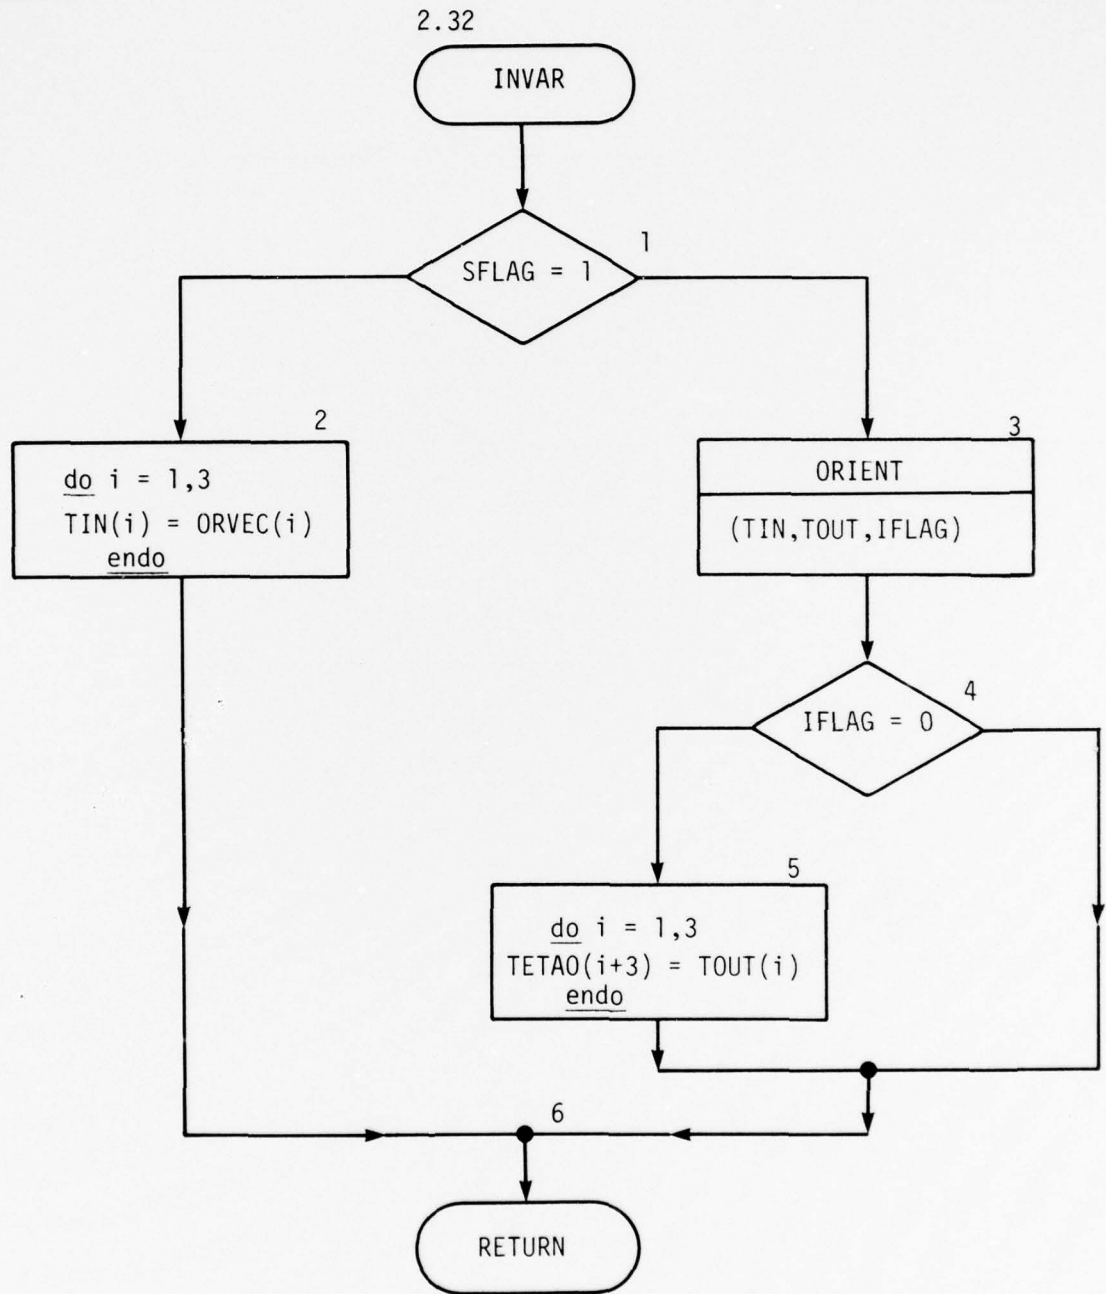 2.32
INVAR
1
SFLAG = 1
2
do i = 1,3
TIN(i) = ORVEC(i)
endo
3
ORIENT
(TIN,TOUT,IFLAG)
4
IFLAG = 0
5
do i = 1,3
TETAO(i+3) = TOUT(i)
endo
6
RETURN